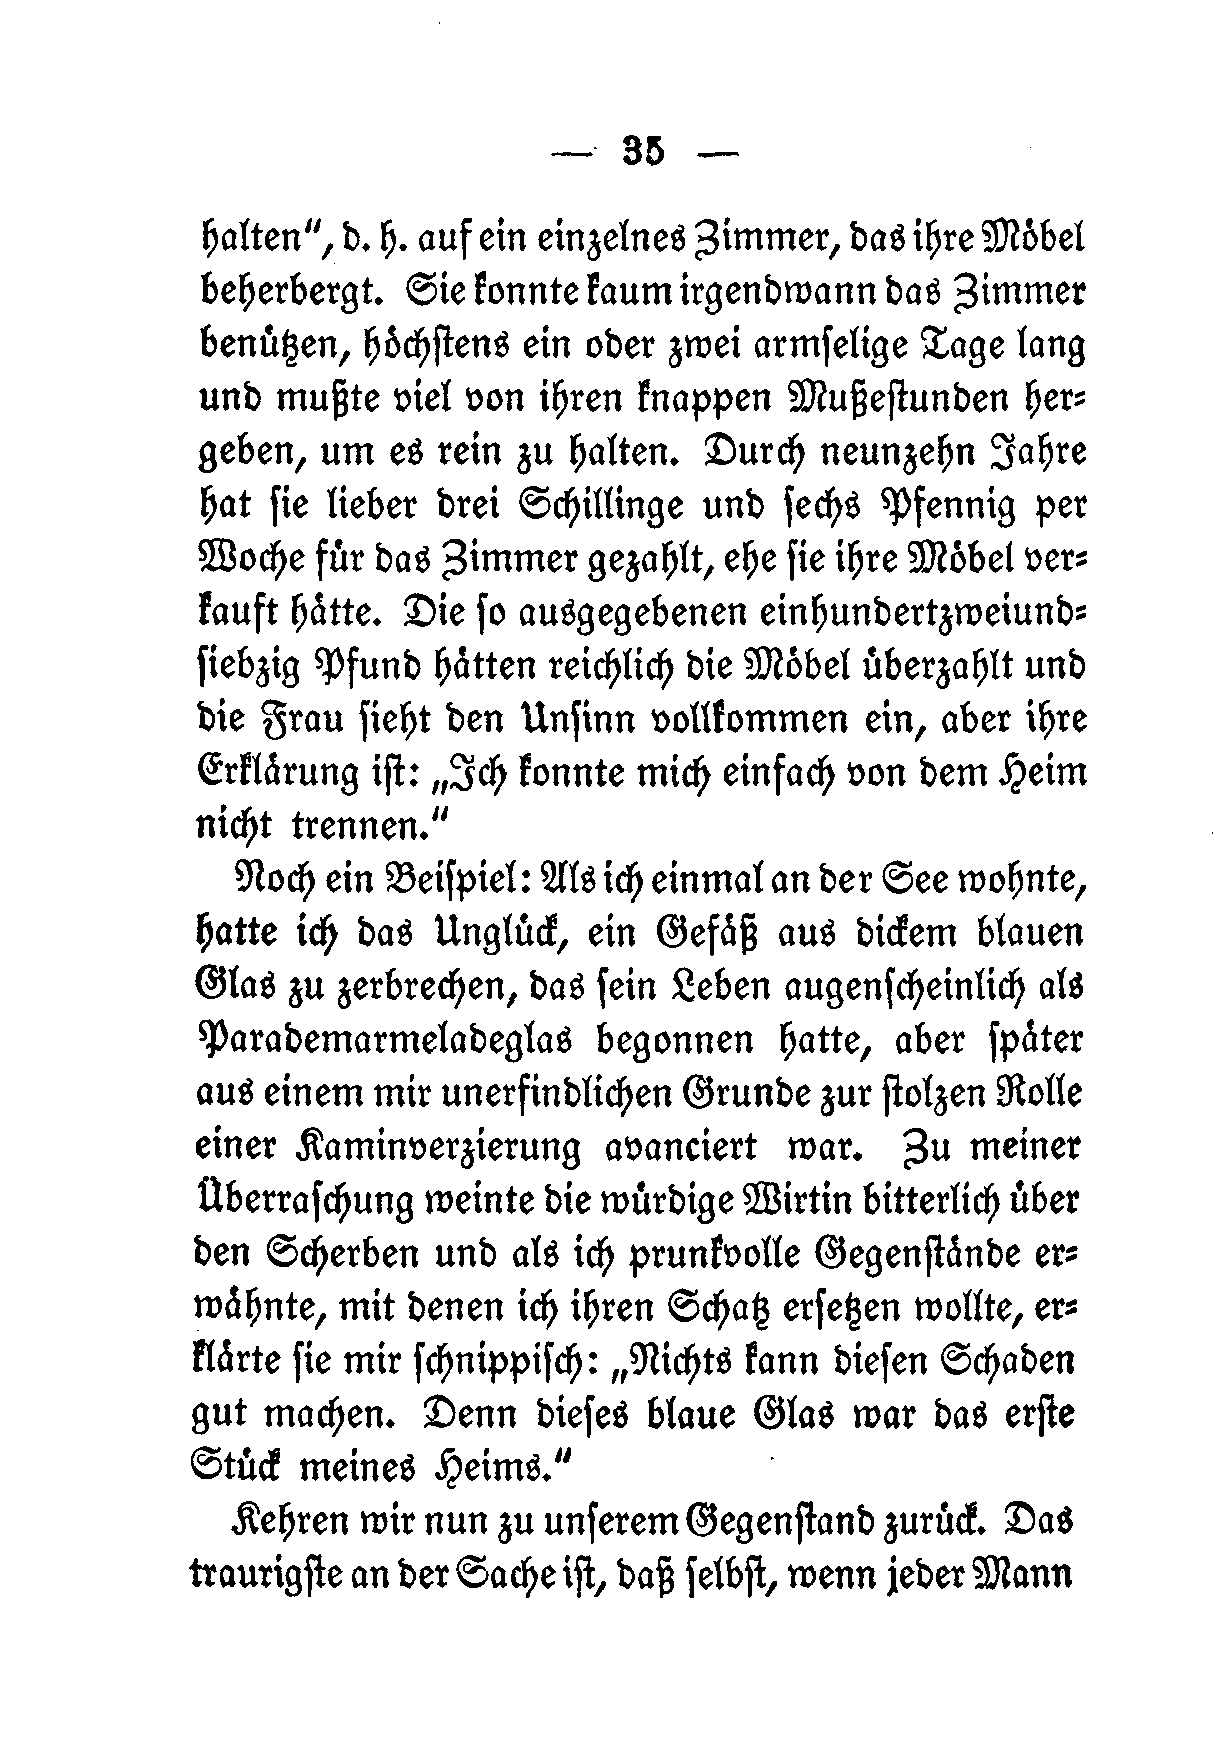 — 35 —
halten“, d. h. auf ein einzelnes Zimmer, das ihre Möbel
beherbergt. Sie konnte kaum irgendwann das Zimmer
benützen, höchſtens ein oder zwei armſelige Tage lang
und mußte viel von ihren knappen Mußeſtunden her⸗
geben, um es rein zu halten. Durch neunzehn Jahre
hat ſie lieber drei Schillinge und ſechs Pfennig per
Woche für das Zimmer gezahlt, ehe ſie ihre Möbel ver⸗
kauft hätte. Die ſo ausgegebenen einhundertzweiund⸗
ſiebzig Pfund hätten reichlich die Möbel überzahlt und
die Frau ſieht den Unſinn vollkommen ein, aber ihre
Erklärung iſt: „Ich konnte mich einfach von dem Heim
nicht trennen.“
Noch ein Beiſpiel: Als ich einmal an der See wohnte,
hatte ich das Unglück, ein Gefäß aus dickem blauen
Glas zu zerbrechen, das ſein Leben augenſcheinlich als
Parademarmeladeglas begonnen hatte, aber ſpäter
aus einem mir unerfindlichen Grunde zur ſtolzen Rolle
einer Kaminverzierung avanciert war. Zu meiner
Überraſchung weinte die würdige Wirtin bitterlich über
den Scherben und als ich prunkvolle Gegenſtände er⸗
wähnte, mit denen ich ihren Schatz erſetzen wollte, er⸗
klärte ſie mir ſchnippiſch: „Nichts kann dieſen Schaden
gut machen. Denn dieſes blaue Glas war das erſte
Stück meines Heims.“
Kehren wir nun zu unſerem Gegenſtand zurück. Das
traurigſte an der Sache iſt, daß ſelbſt, wenn jeder Mann